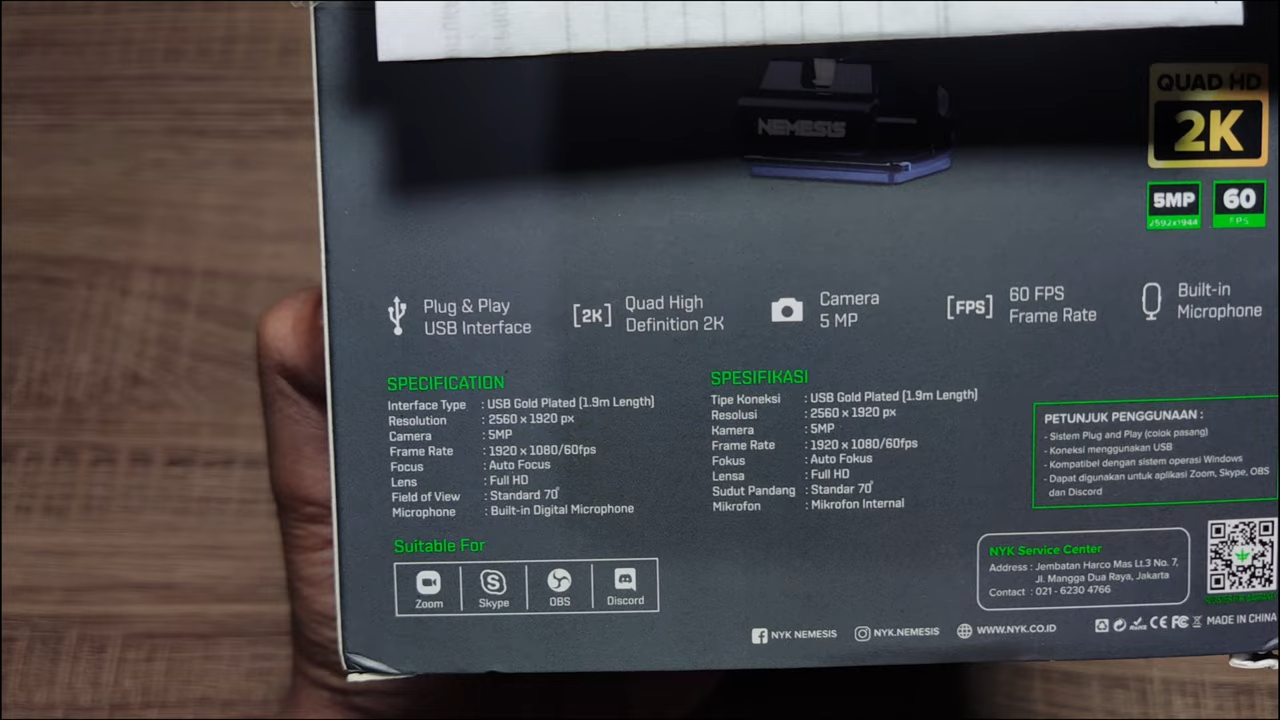 NEMESIS
QUAD HD
2K
5MP
2592x1944
60
FPS
Plug & Play
USB Interface
[2K]
Quad High
Definition 2K
Camera
5 MP
[FPS]
60 FPS
Frame Rate
Built-in
Microphone
SPECIFICATION
Interface Type : USB Gold Plated [1.9m Length]
Resolution : 2560 x 1920 px
Camera : 5MP
Frame Rate : 1920 x 1080/60fps
Focus : Auto Focus
Lens : Full HD
Field of View : Standard 70°
Microphone : Built-in Digital Microphone
SPESIFIKASI
Tipe Koneksi : USB Gold Plated [1.9m Length]
Resolusi : 2560 x 1920 px
Kamera : 5MP
Frame Rate : 1920 x 1080/60fps
Fokus : Auto Fokus
Lensa : Full HD
Sudut Pandang : Standar 70°
Mikrofon : Mikrofon Internal
PETUNJUK PENGGUNAAN :
- Sistem Plug and Play (colok pasang)
- Koneksi menggunakan USB
- Kompatibel dengan sistem operasi Windows
- Dapat digunakan untuk aplikasi Zoom, Skype, OBS
dan Discord
Suitable For
Zoom
Skype
OBS
Discord
NYK Service Center
Address : Jembatan Harco Mas Lt.3 No. 7,
Jl. Mangga Dua Raya, Jakarta
Contact : 021 - 6230 4766
NYK NEMESIS
NYK.NEMESIS
WWW.NYK.CO.ID
CE FC
MADE IN CHINA